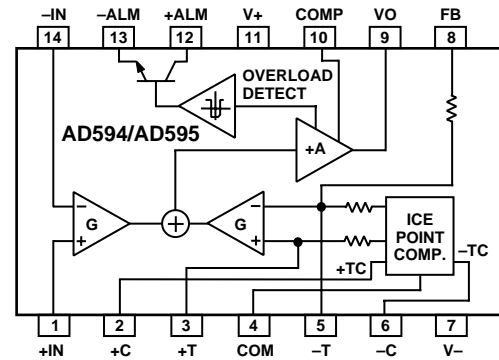 –IN –ALM +ALM V+ COMP VO FB
14 13 12 11 10 9 8
OVERLOAD
DETECT
AD594/AD595
+A
– –
G G
+ +
ICE
POINT
COMP.
–TC
+TC
1 2 3 4 5 6 7
+IN +C +T COM –T –C V–